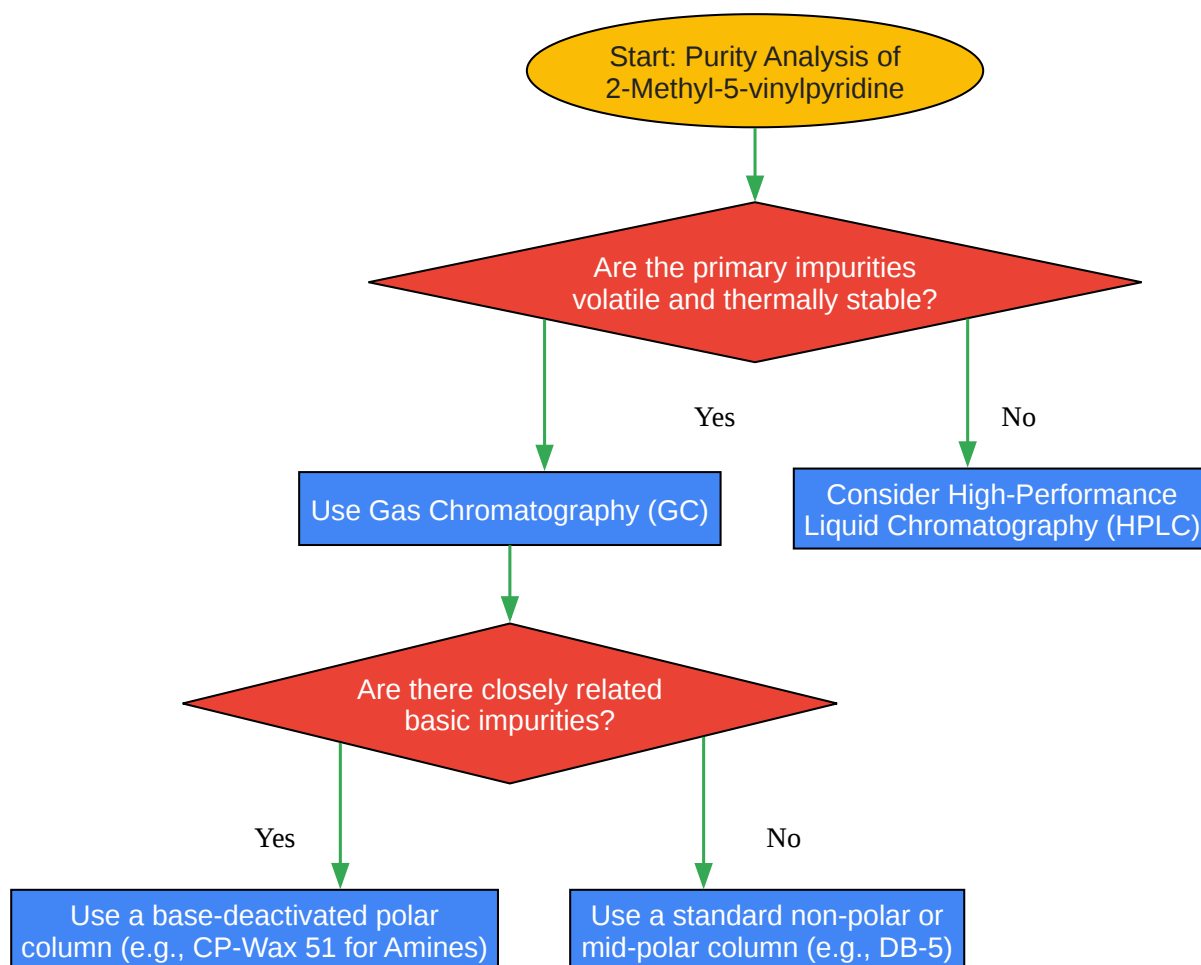 Start: Purity Analysis of
2-Methyl-5-vinylpyridine
Are the primary impurities
volatile and thermally stable?
Yes
No
Use Gas Chromatography (GC)
Consider High-Performance
Liquid Chromatography (HPLC)
Are there closely related
basic impurities?
Yes
No
Use a base-deactivated polar
column (e.g., CP-Wax 51 for Amines)
Use a standard non-polar or
mid-polar column (e.g., DB-5)